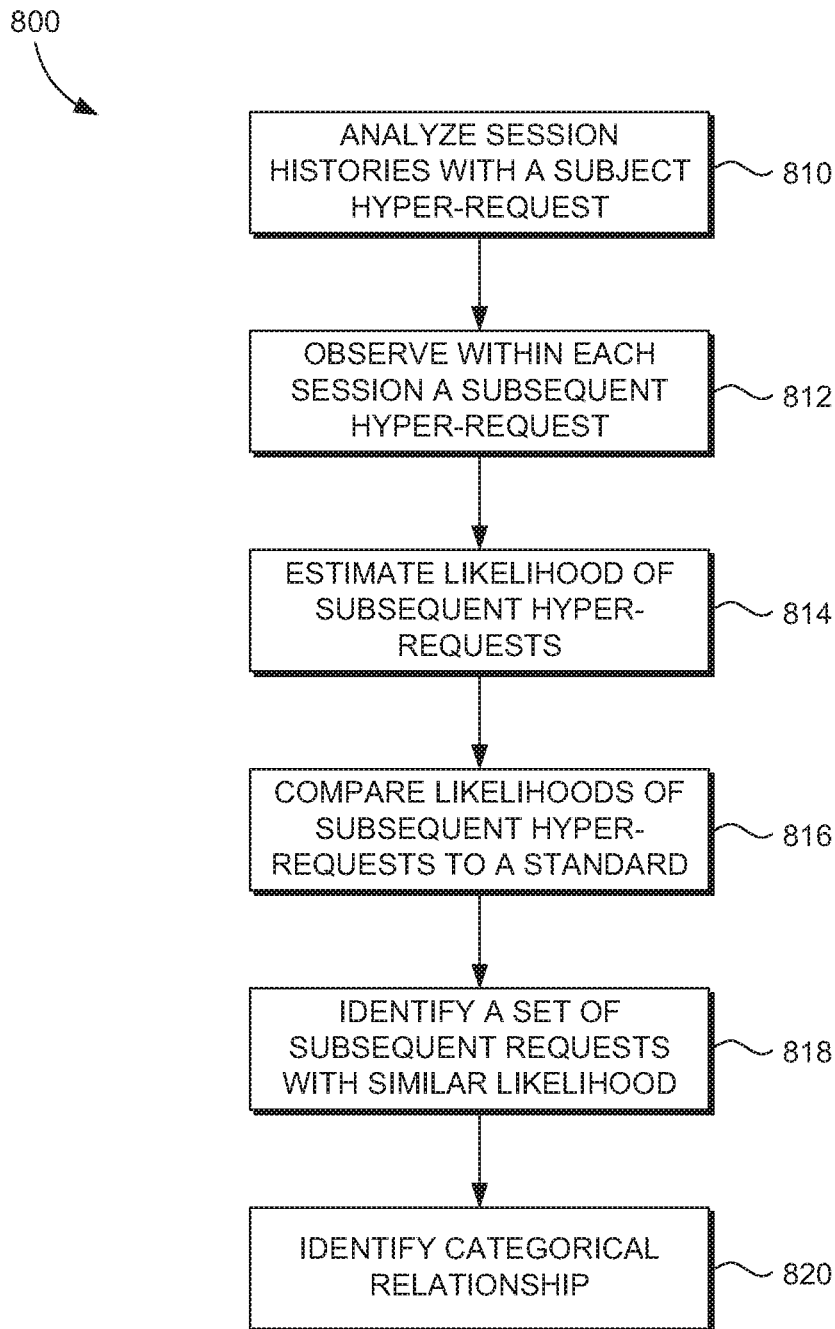 800
ANALYZE SESSION
HISTORIES WITH A SUBJECT
HYPER-REQUEST
810
OBSERVE WITHIN EACH
SESSION A SUBSEQUENT
HYPER-REQUEST
812
ESTIMATE LIKELIHOOD OF
SUBSEQUENT HYPER-
REQUESTS
814
COMPARE LIKELIHOODS OF
SUBSEQUENT HYPER-
REQUESTS TO A STANDARD
816
IDENTIFY A SET OF
SUBSEQUENT REQUESTS
WITH SIMILAR LIKELIHOOD
818
IDENTIFY CATEGORICAL
RELATIONSHIP
820